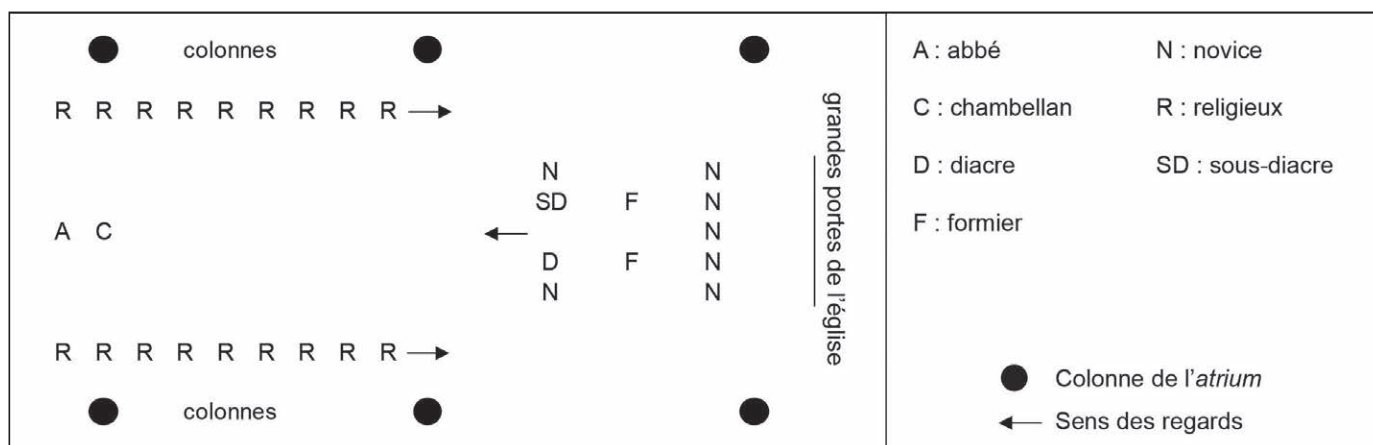 colonnes
R R R R R R R R R
N N
SD F N
A C N
D F N
N N
R R R R R R R R R
colonnes
grandes portes de l'église
A : abbé
N : novice
C : chambellan
R : religieux
D : diacre
SD : sous-diacre
F : formier
Colonne de l'atrium
Sens des regards